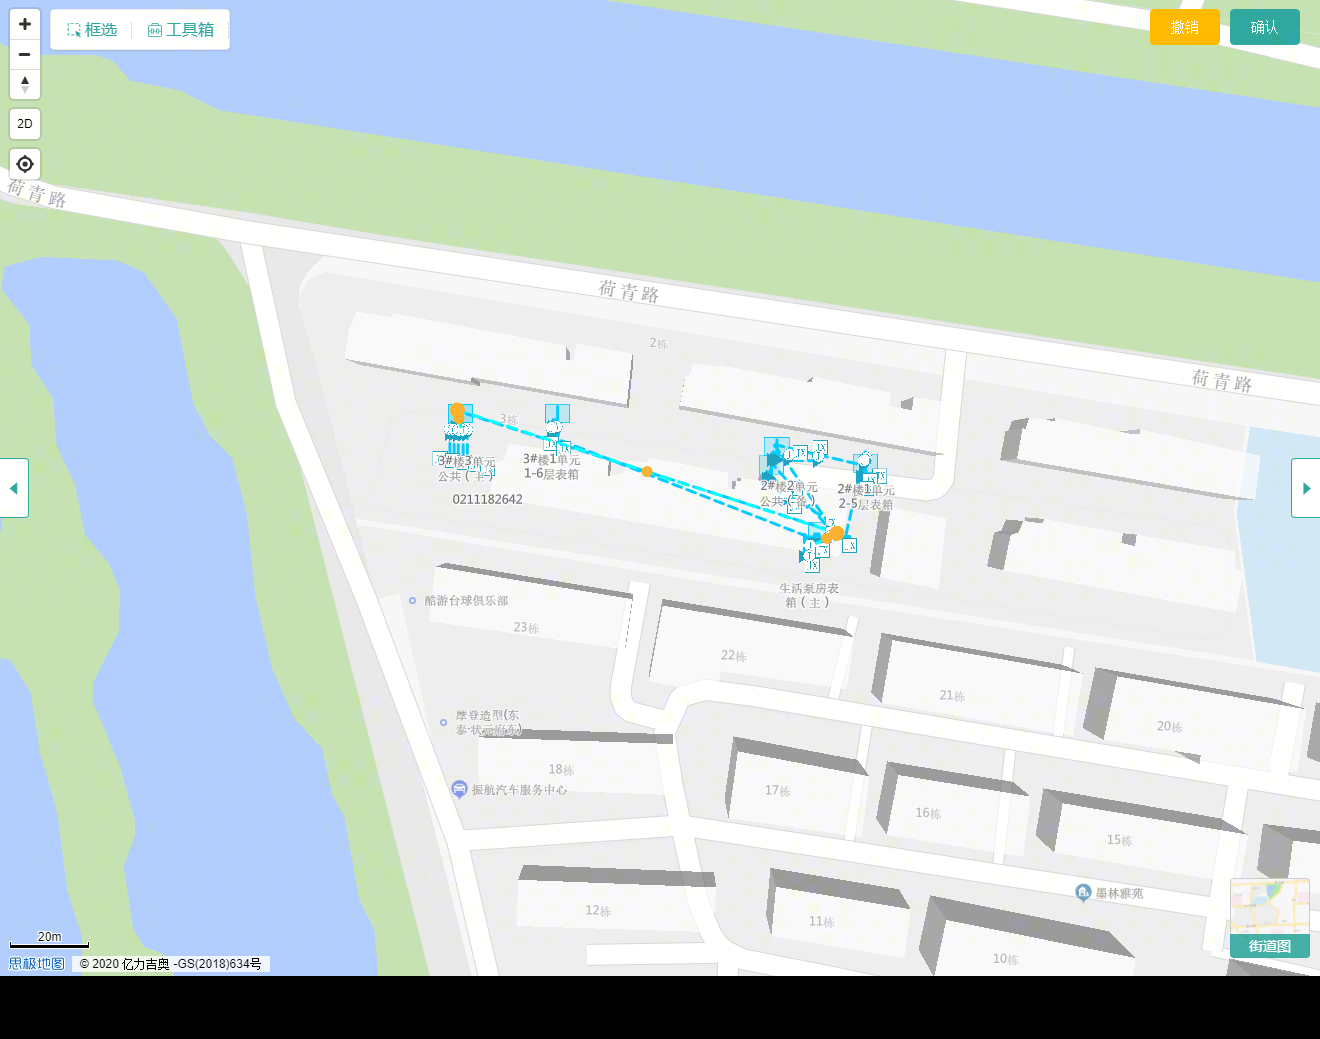 框选
工具箱
撤销
确认
2D
荷青路
荷青路
荷青路
2栋
3栋
3#楼3单元
公共（主）
0211182642
3#楼1单元
1-6层表箱
2#楼2单元
公共（备）
2#楼1单元
2-5层表箱
生活泵房表
箱（主）
酷游台球俱乐部
23栋
22栋
21栋
20栋
摩登造型(东
泰·状元府东)
18栋
振航汽车服务中心
17栋
16栋
15栋
墨林雅苑
12栋
11栋
10栋
20m
思极地图
© 2020 亿力吉奥 -GS(2018)634号
街道图